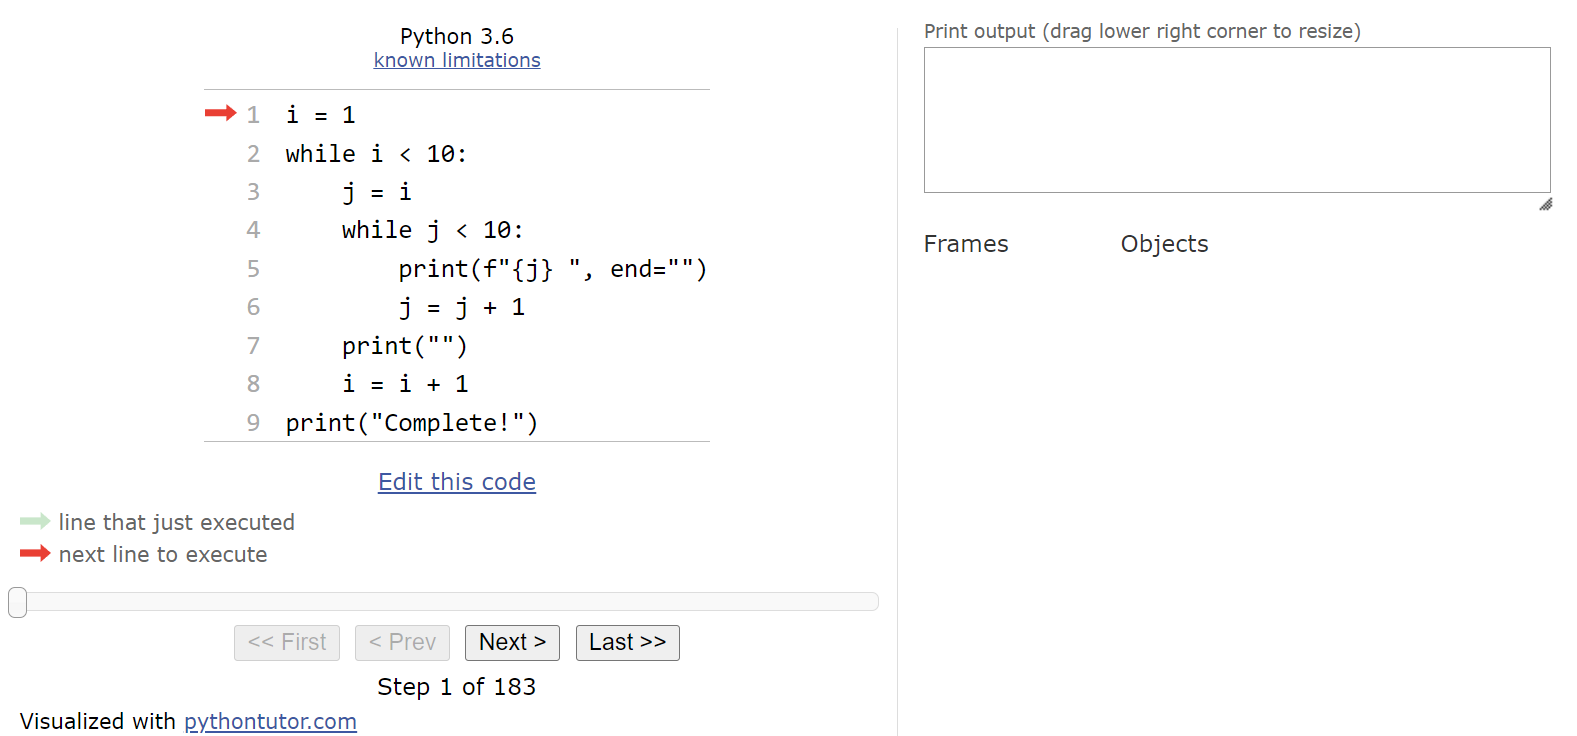 Python 3.6
known limitations
1 i = 1
2 while i < 10:
3     j = i
4     while j < 10:
5         print(f"{j} ", end="")
6         j = j + 1
7     print("")
8     i = i + 1
9 print("Complete!")
Edit this code
line that just executed
next line to execute
<< First < Prev Next > Last >>
Step 1 of 183
Visualized with pythontutor.com
Print output (drag lower right corner to resize)
Frames Objects